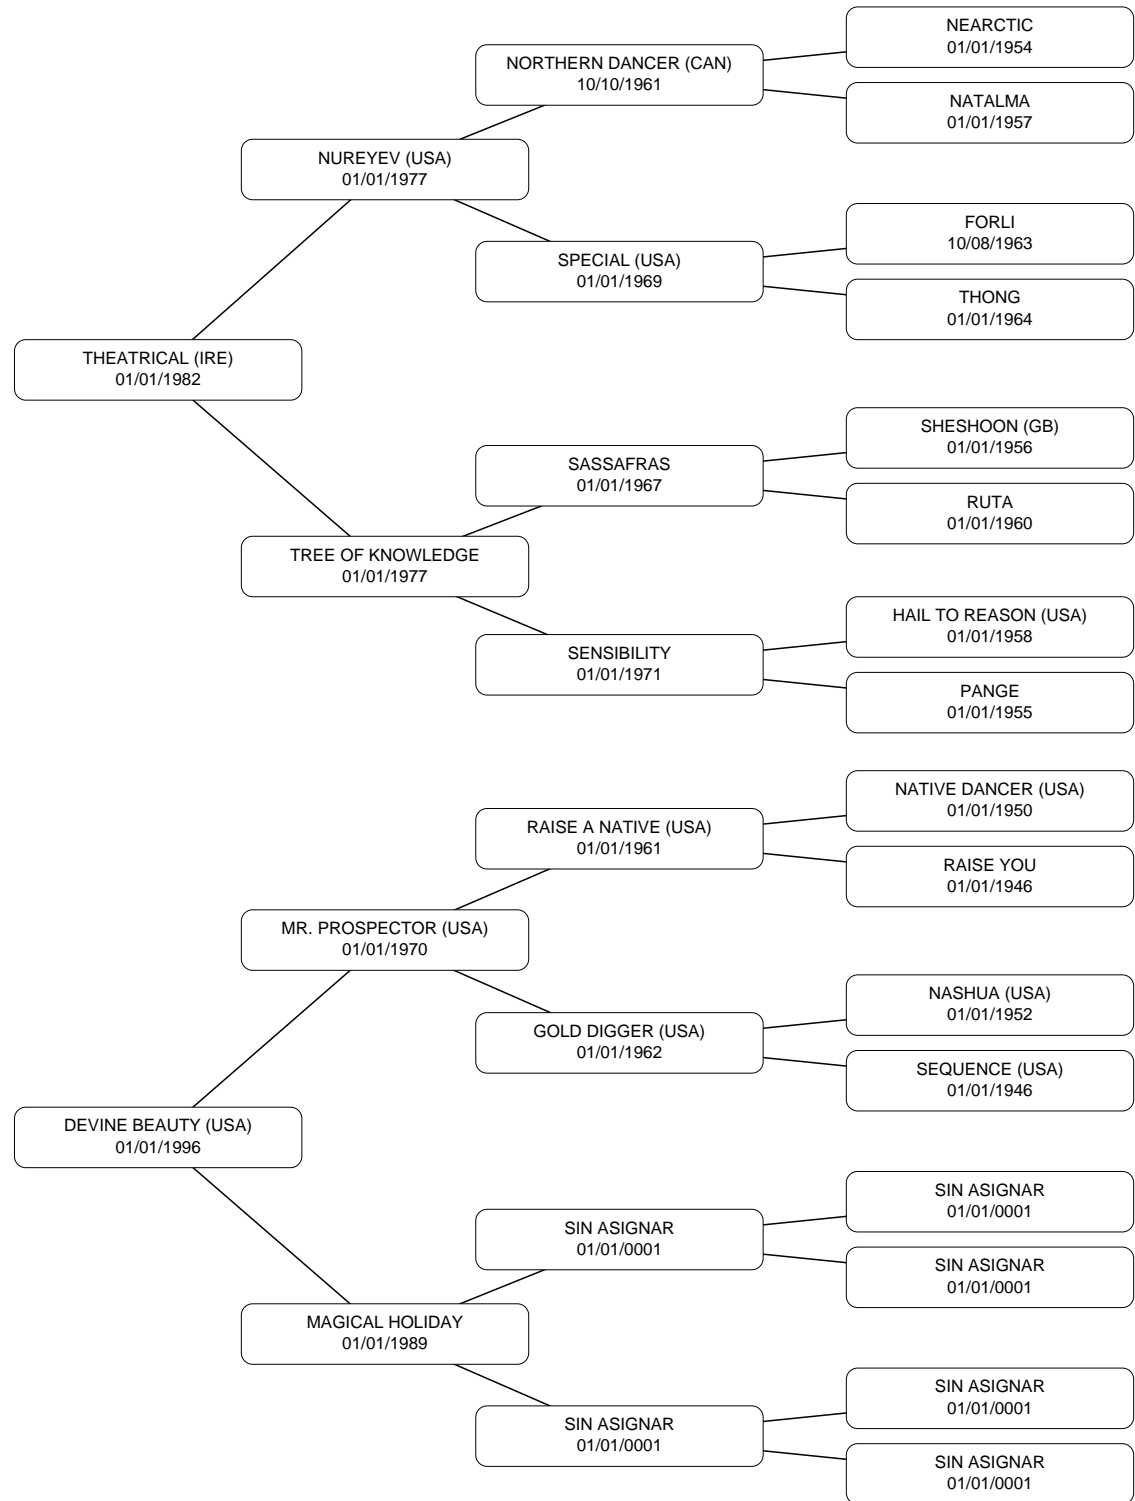 NEARCTIC
01/01/1954
NORTHERN DANCER (CAN)
10/10/1961
NATALMA
01/01/1957
NUREYEV (USA)
01/01/1977
FORLI
10/08/1963
SPECIAL (USA)
01/01/1969
THONG
01/01/1964
THEATRICAL (IRE)
01/01/1982
SHESHOON (GB)
01/01/1956
SASSAFRAS
01/01/1967
RUTA
01/01/1960
TREE OF KNOWLEDGE
01/01/1977
HAIL TO REASON (USA)
01/01/1958
SENSIBILITY
01/01/1971
PANGE
01/01/1955
NATIVE DANCER (USA)
01/01/1950
RAISE A NATIVE (USA)
01/01/1961
RAISE YOU
01/01/1946
MR. PROSPECTOR (USA)
01/01/1970
NASHUA (USA)
01/01/1952
GOLD DIGGER (USA)
01/01/1962
SEQUENCE (USA)
01/01/1946
DEVINE BEAUTY (USA)
01/01/1996
SIN ASIGNAR
01/01/0001
SIN ASIGNAR
01/01/0001
SIN ASIGNAR
01/01/0001
MAGICAL HOLIDAY
01/01/1989
SIN ASIGNAR
01/01/0001
SIN ASIGNAR
01/01/0001
SIN ASIGNAR
01/01/0001